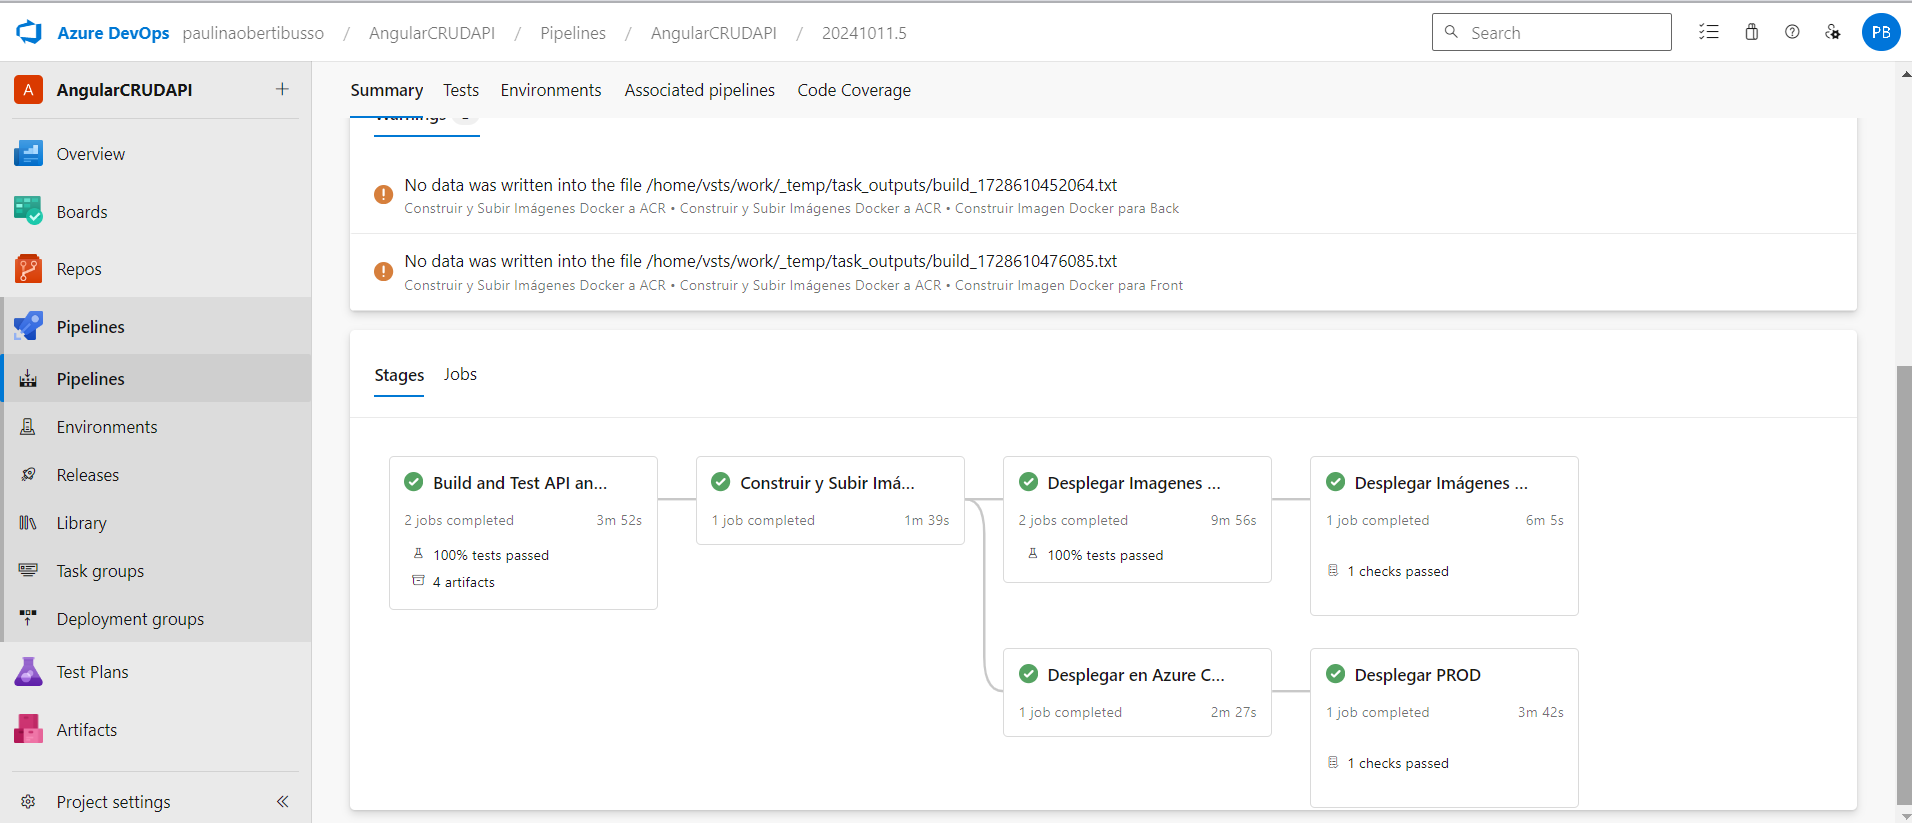 Azure DevOps paulinaobertibusso / AngularCRUDAPI / Pipelines / AngularCRUDAPI / 20241011.5
Search
PB
A AngularCRUDAPI
Overview
Boards
Repos
Pipelines
Pipelines
Environments
Releases
Library
Task groups
Deployment groups
Test Plans
Artifacts
Project settings
Summary Tests Environments Associated pipelines Code Coverage
Warnings
No data was written into the file /home/vsts/work/_temp/task_outputs/build_1728610452064.txt
Construir y Subir Imágenes Docker a ACR • Construir y Subir Imágenes Docker a ACR • Construir Imagen Docker para Back
No data was written into the file /home/vsts/work/_temp/task_outputs/build_1728610476085.txt
Construir y Subir Imágenes Docker a ACR • Construir y Subir Imágenes Docker a ACR • Construir Imagen Docker para Front
Stages Jobs
Build and Test API an...
2 jobs completed 3m 52s
100% tests passed
4 artifacts
Construir y Subir Imá...
1 job completed 1m 39s
Desplegar Imagenes ...
2 jobs completed 9m 56s
100% tests passed
Desplegar Imágenes ...
1 job completed 6m 5s
1 checks passed
Desplegar en Azure C...
1 job completed 2m 27s
Desplegar PROD
1 job completed 3m 42s
1 checks passed